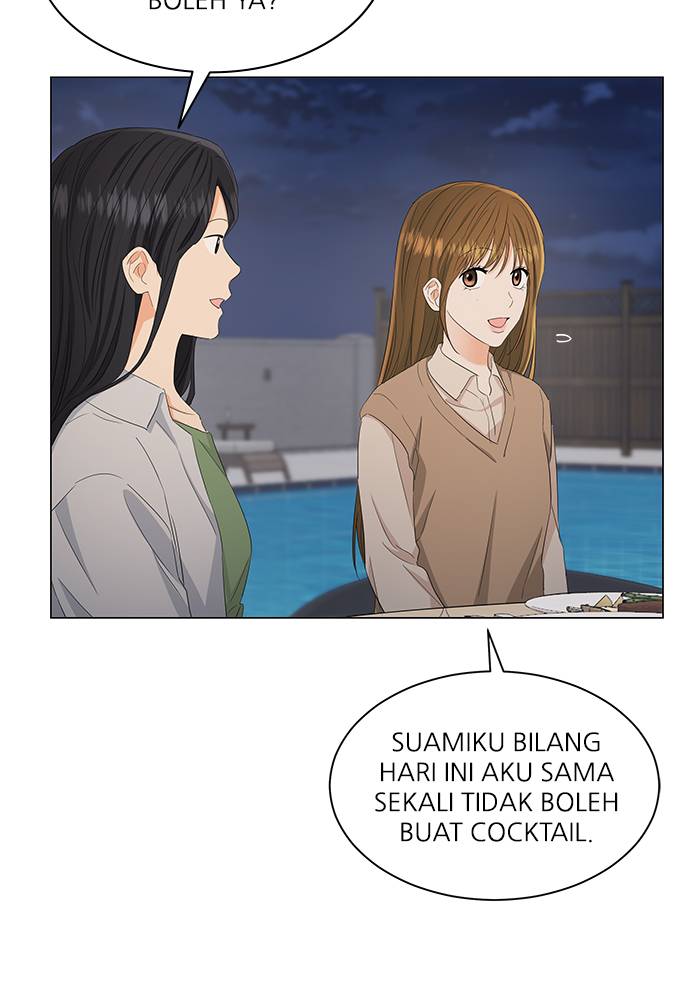 BOLEH YA?
SUAMIKU BILANG
HARI INI AKU SAMA
SEKALI TIDAK BOLEH
BUAT COCKTAIL.